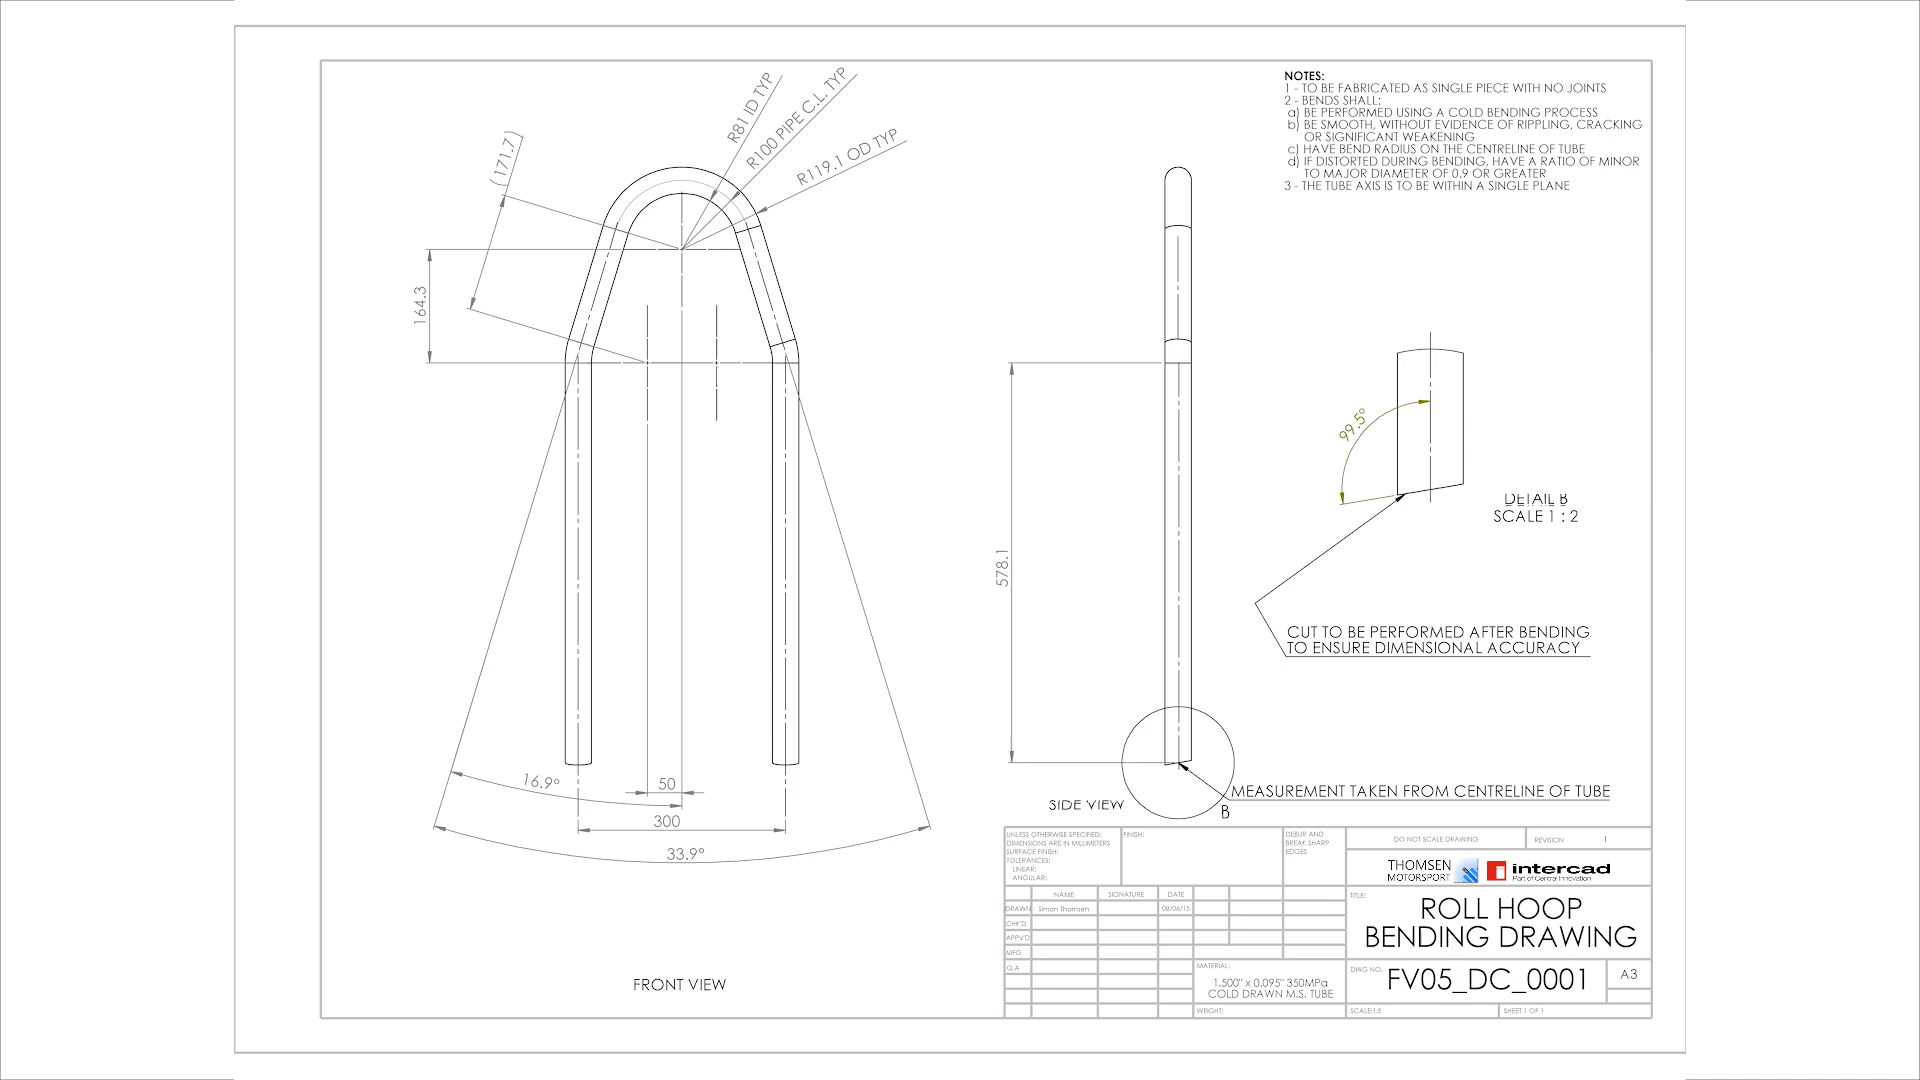 NOTES:
1 - TO BE FABRICATED AS SINGLE PIECE WITH NO JOINTS
2 - BENDS SHALL:
a) BE PERFORMED USING A COLD BENDING PROCESS
b) BE SMOOTH, WITHOUT EVIDENCE OF RIPPLING, CRACKING
OR SIGNIFICANT WEAKENING
c) HAVE BEND RADIUS ON THE CENTRELINE OF TUBE
d) IF DISTORTED DURING BENDING, HAVE A RATIO OF MINOR
TO MAJOR DIAMETER OF 0.9 OR GREATER
3 - THE TUBE AXIS IS TO BE WITHIN A SINGLE PLANE
R81 ID TYP
R100 PIPE C.L. TYP
R119.1 OD TYP
(171.7)
164.3
16.9°
50
300
33.9°
FRONT VIEW
578.1
SIDE VIEW
B
MEASUREMENT TAKEN FROM CENTRELINE OF TUBE
99.5°
DETAIL B
SCALE 1 : 2
CUT TO BE PERFORMED AFTER BENDING
TO ENSURE DIMENSIONAL ACCURACY
UNLESS OTHERWISE SPECIFIED:
DIMENSIONS ARE IN MILLIMETERS
SURFACE FINISH:
TOLERANCES:
LINEAR:
ANGULAR:
FINISH:
DEBUR AND
BREAK SHARP
EDGES
DO NOT SCALE DRAWING
REVISION 1
THOMSEN
MOTORSPORT
intercad
Part of Central Innovation
NAME SIGNATURE DATE
DRAWN Simon Thomsen 08/06/15
CHK'D
APPV'D
MFG
Q.A
TITLE:
ROLL HOOP
BENDING DRAWING
MATERIAL:
1.500" x 0.095" 350MPa
COLD DRAWN M.S. TUBE
DWG NO.
FV05_DC_0001
A3
WEIGHT:
SCALE:1:5
SHEET 1 OF 1